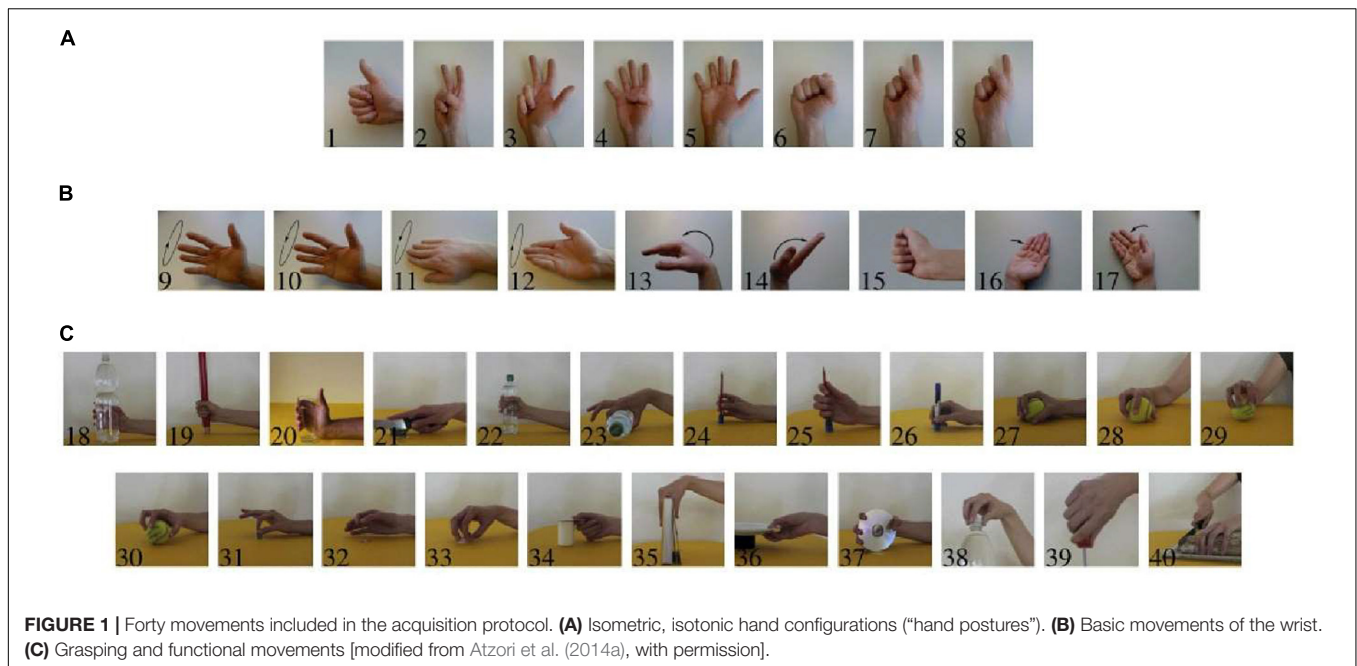 A
1 2 3 4 5 6 7 8
B
9 10 11 12 13 14 15 16 17
C
18 19 20 21 22 23 24 25 26 27 28 29
30 31 32 33 34 35 36 37 38 39 40
FIGURE 1 | Forty movements included in the acquisition protocol. (A) Isometric, isotonic hand configurations (“hand postures”). (B) Basic movements of the wrist.
(C) Grasping and functional movements [modified from Atzori et al. (2014a), with permission].